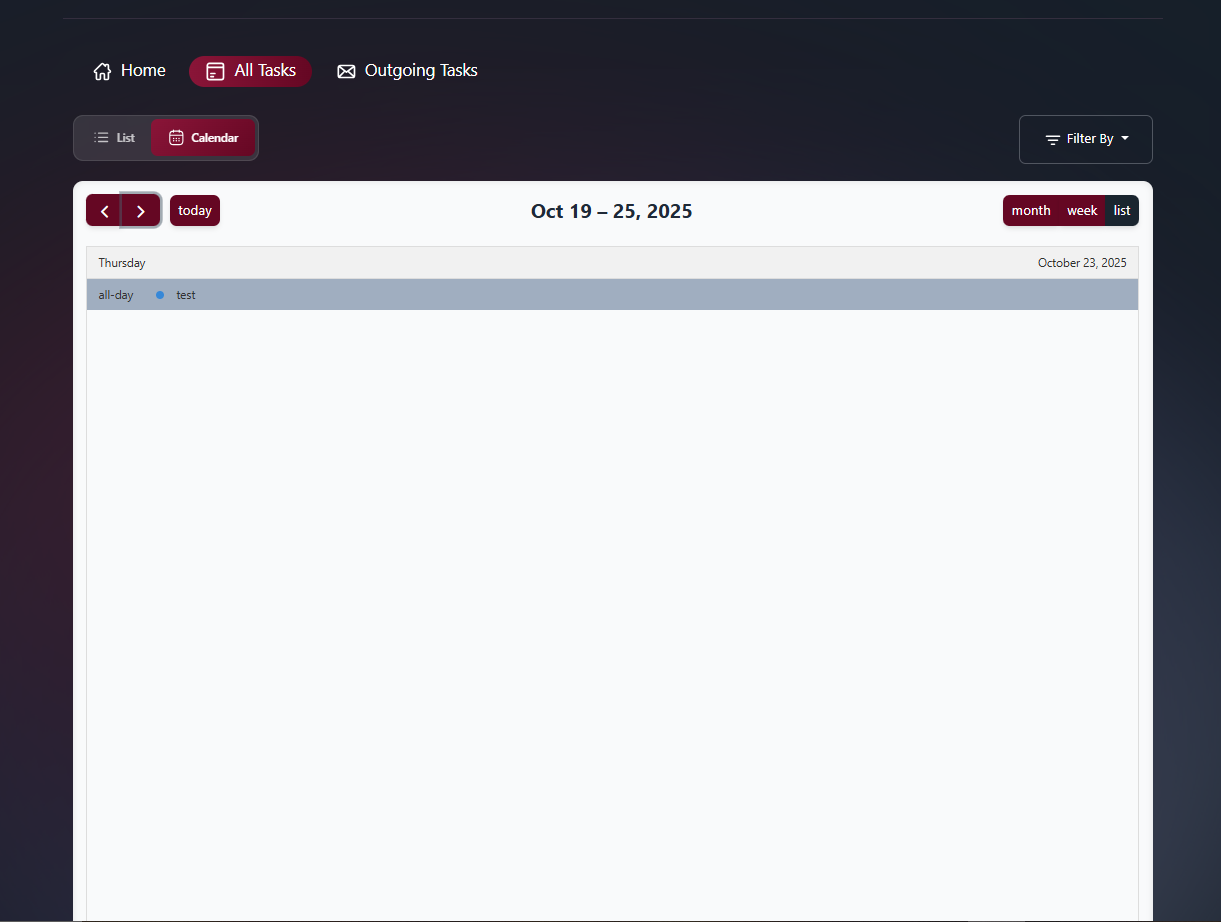 Home All Tasks Outgoing Tasks
List Calendar Filter By
today Oct 19 – 25, 2025 month week list
Thursday October 23, 2025
all-day test